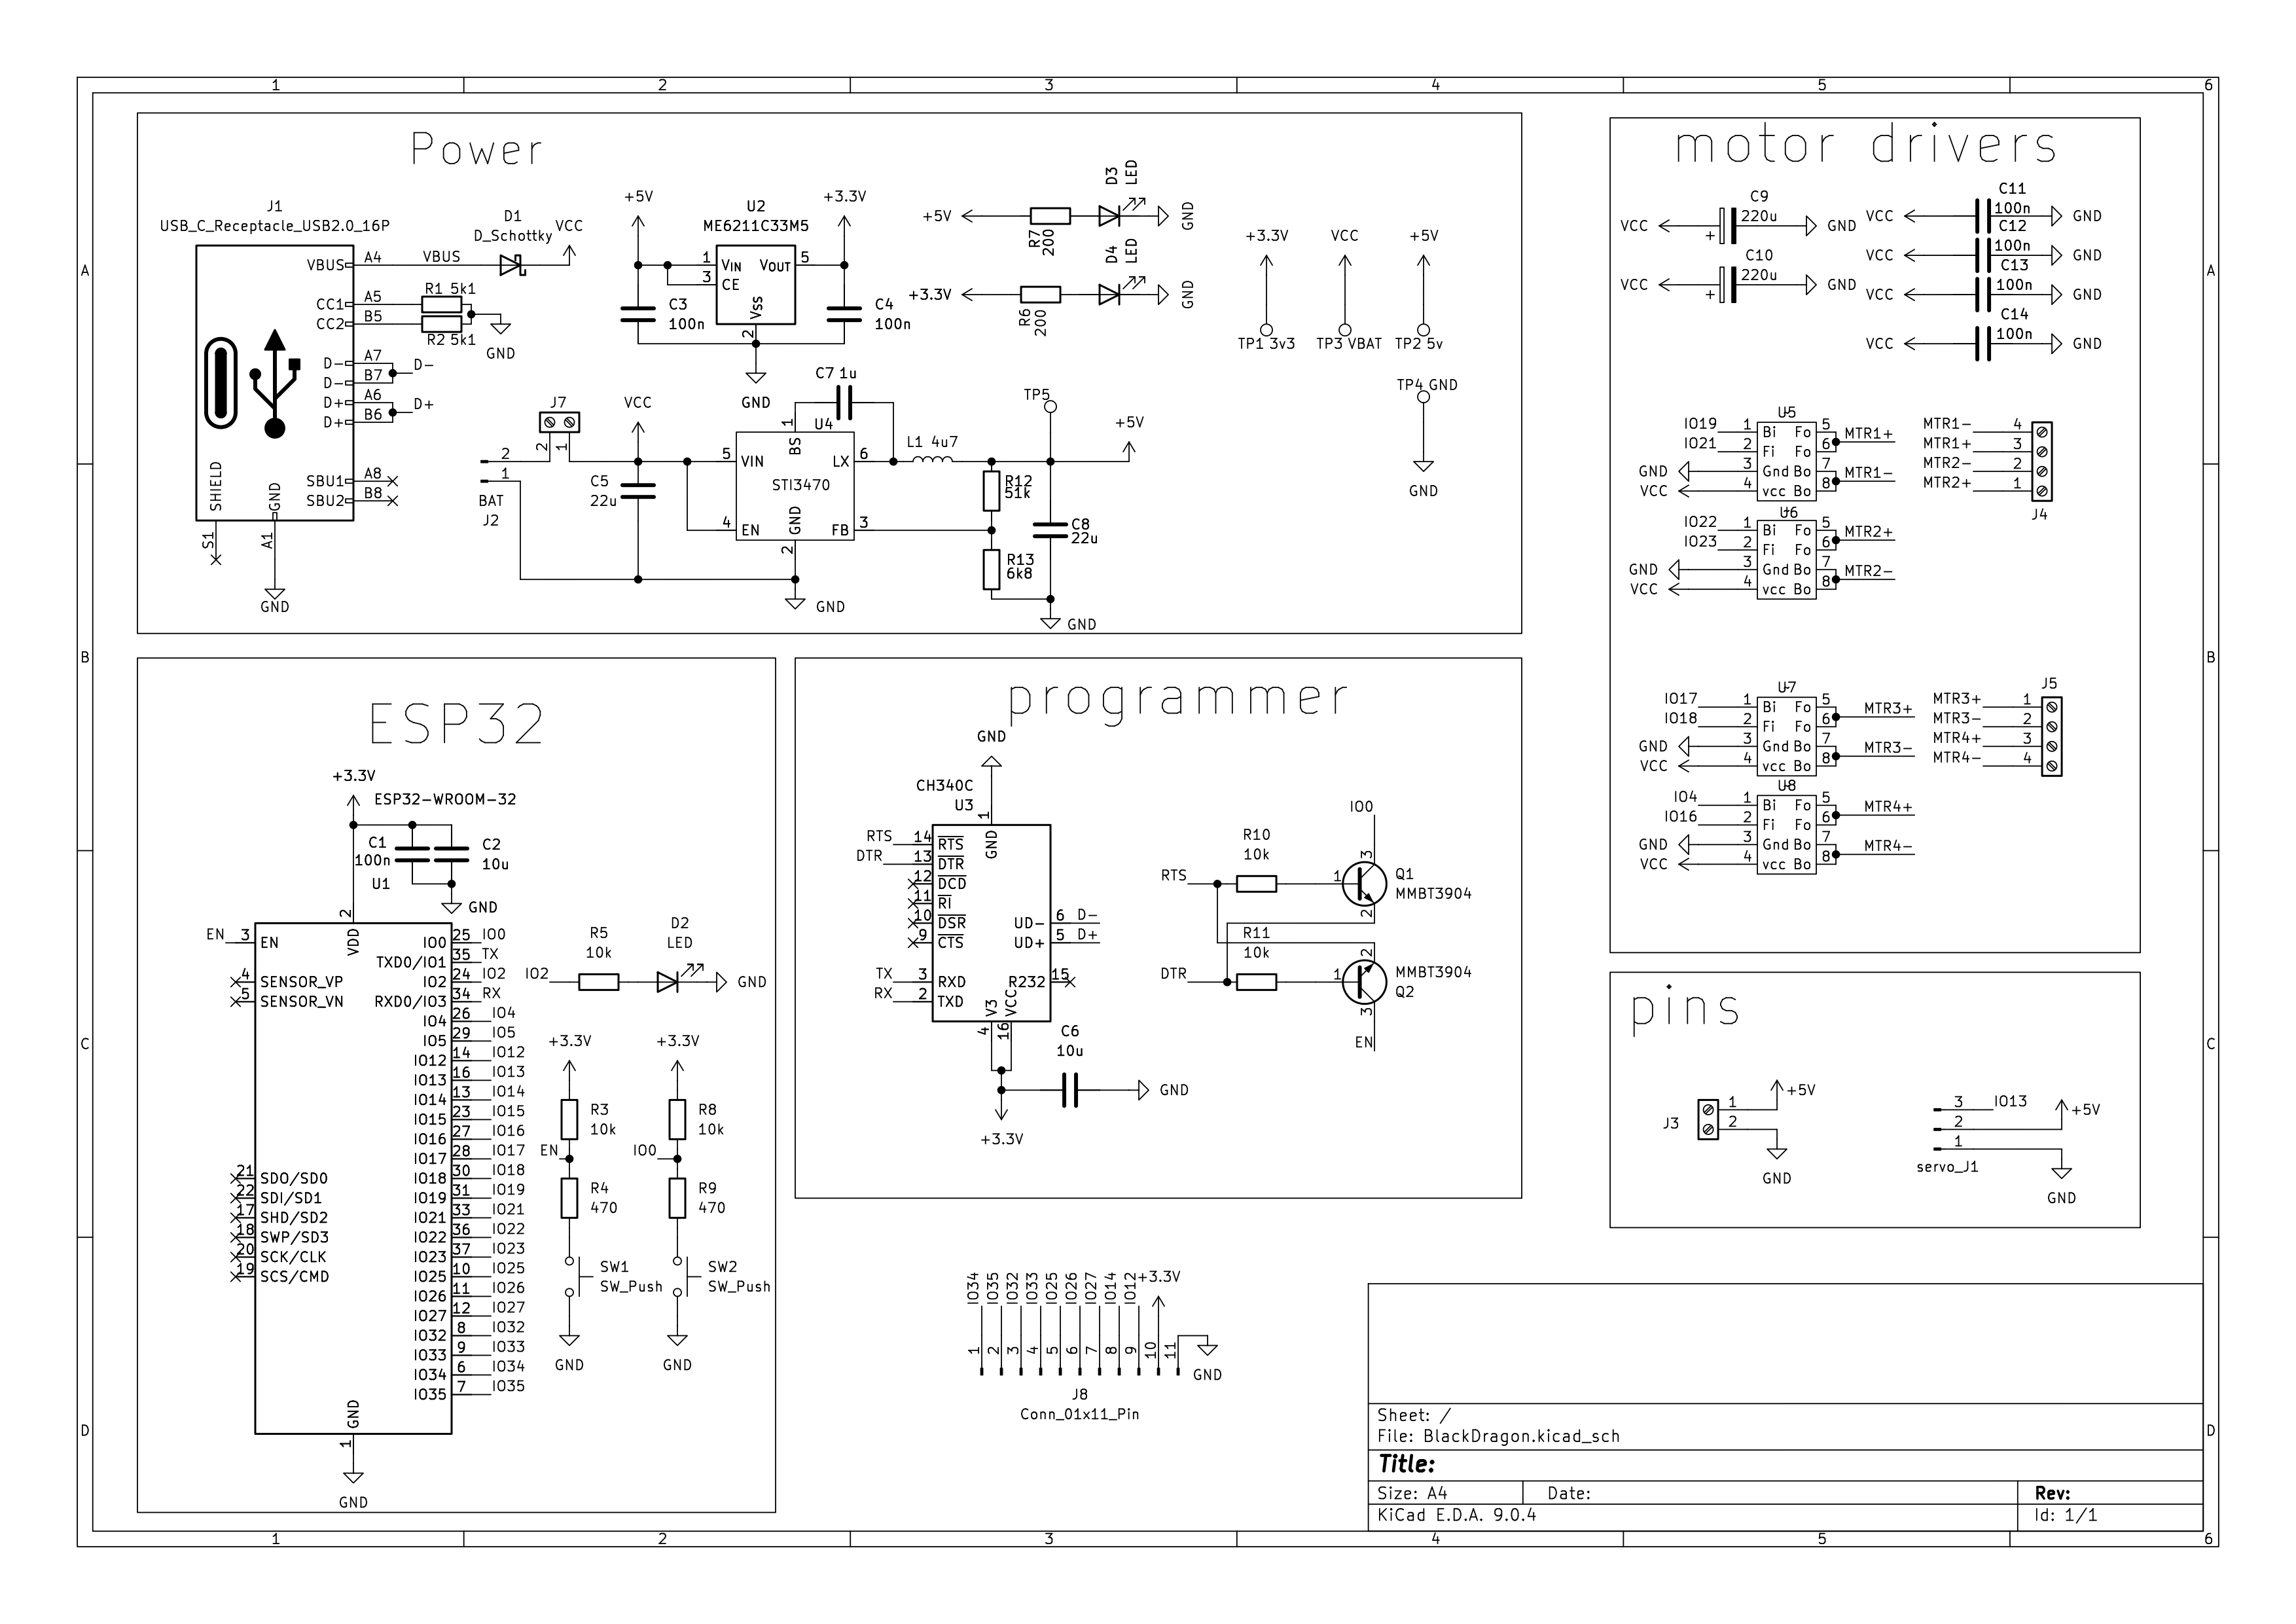 1 2 3 4 5 6
A
B
C
D
Power
J1
USB_C_Receptacle_USB2.0_16P
VBUS A4 VBUS
D1
D_Schottky
VCC
CC1 A5 R1 5k1
CC2 B5 R2 5k1
GND
D- A7 D-
D- B7
D+ A6 D+
D+ B6
SBU1 A8
SBU2 B8
SHIELD GND
S1 A1
GND
+5V
U2
ME6211C33M5
+3.3V
1 VIN VOUT 5
3 CE
VSS
2
C3
100n
C4
100n
GND
+5V R7 200 D3 LED GND
+3.3V R6 200 D4 LED GND
+3.3V VCC +5V
TP1 3v3 TP3 VBAT TP2 5v
TP4 GND
GND
J7
2 1
2
1
BAT
J2
VCC
C5
22u
C7 1u
U4
1 BS
5 VIN LX 6
STI3470
4 EN GND FB 3
2
GND
L1 4u7
TP5
+5V
R12
51k
R13
6k8
C8
22u
GND
motor drivers
C9
VCC + 220u GND
C10
VCC + 220u GND
C11
VCC 100n GND
C12
VCC 100n GND
C13
VCC 100n GND
C14
VCC 100n GND
U5
IO19 1 Bi Fo 5 MTR1+
IO21 2 Fi Fo 6
GND 3 Gnd Bo 7 MTR1-
VCC 4 vcc Bo 8
U6
IO22 1 Bi Fo 5 MTR2+
IO23 2 Fi Fo 6
GND 3 Gnd Bo 7 MTR2-
VCC 4 vcc Bo 8
MTR1- 4
MTR1+ 3
MTR2- 2
MTR2+ 1
J4
U7
IO17 1 Bi Fo 5 MTR3+
IO18 2 Fi Fo 6
GND 3 Gnd Bo 7 MTR3-
VCC 4 vcc Bo 8
U8
IO4 1 Bi Fo 5 MTR4+
IO16 2 Fi Fo 6
GND 3 Gnd Bo 7 MTR4-
VCC 4 vcc Bo 8
J5
MTR3+ 1
MTR3- 2
MTR4+ 3
MTR4- 4
ESP32
+3.3V
ESP32-WROOM-32
C1
100n
C2
10u
U1
GND
2
VDD
EN 3 EN
4 SENSOR_VP
5 SENSOR_VN
21 SDO/SD0
22 SDI/SD1
17 SHD/SD2
18 SWP/SD3
20 SCK/CLK
19 SCS/CMD
IO0 25 IO0
TXD0/IO1 35 TX
IO2 24 IO2
RXD0/IO3 34 RX
IO4 26 IO4
IO5 29 IO5
IO12 14 IO12
IO13 16 IO13
IO14 13 IO14
IO15 23 IO15
IO16 27 IO16
IO17 28 IO17
IO18 30 IO18
IO19 31 IO19
IO21 33 IO21
IO22 36 IO22
IO23 37 IO23
IO25 10 IO25
IO26 11 IO26
IO27 12 IO27
IO32 8 IO32
IO33 9 IO33
IO34 6 IO34
IO35 7 IO35
GND
1
GND
IO2
R5
10k
D2
LED
GND
+3.3V
R3
10k
EN
R4
470
SW1
SW_Push
GND
+3.3V
R8
10k
IO0
R9
470
SW2
SW_Push
GND
programmer
GND
CH340C
U3
1
GND
RTS 14 RTS
DTR 13 DTR
12 DCD
11 RI
10 DSR
9 CTS
TX 3 RXD
RX 2 TXD
UD- 6 D-
UD+ 5 D+
R232 15
V3 VCC
4 16
C6
10u
GND
+3.3V
IO0
R10
10k
RTS 1 3 2
Q1
MMBT3904
R11
10k
DTR 1 2 3
MMBT3904
Q2
EN
pins
J3
1 +5V
2
GND
3 IO13
2 +5V
1
servo_J1
GND
IO34 IO35 IO32 IO33 IO25 IO26 IO27 IO14 IO12 +3.3V
1 2 3 4 5 6 7 8 9 10 11
GND
J8
Conn_01x11_Pin
Sheet: /
File: BlackDragon.kicad_sch
Title:
Size: A4 Date: Rev:
KiCad E.D.A. 9.0.4 Id: 1/1
1 2 3 4 5 6
A
B
C
D